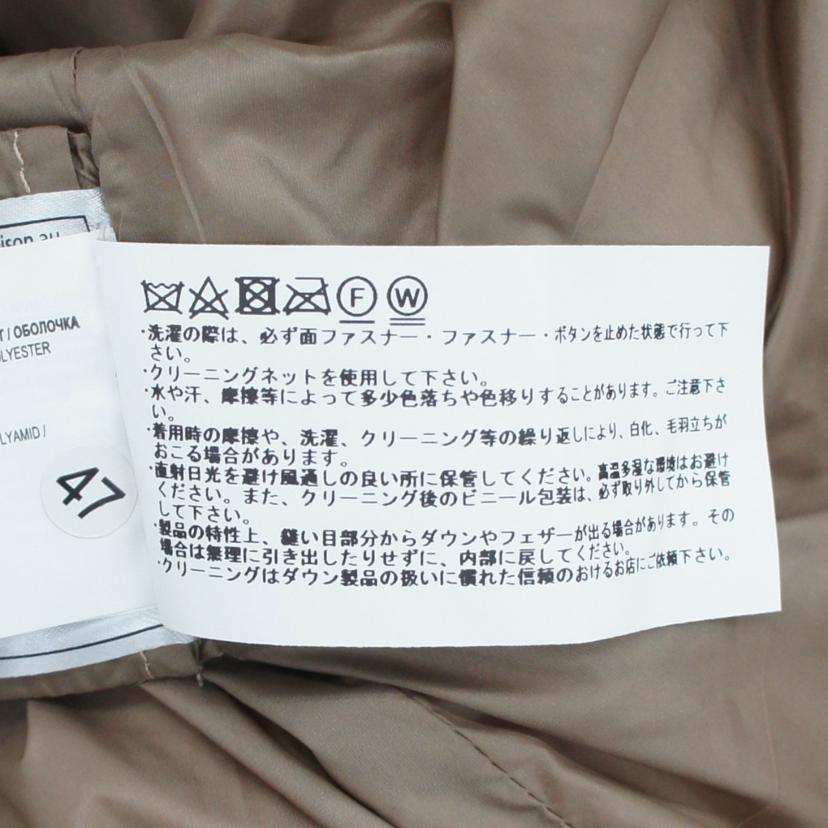 ison au
T / ОБОЛОЧКА
LYESTER
LYAMID /
47
F W
・洗濯の際は、必ず面ファスナー・ファスナー・ボタンを止めた状態で行って下
さい。
・クリーニングネットを使用して下さい。
・水や汗、摩擦等によって多少色落ちや色移りすることがあります。ご注意下さ
い。
・着用時の摩擦や、洗濯、クリーニング等の繰り返しにより、白化、毛羽立ちが
おこる場合があります。
・直射日光を避け風通しの良い所に保管してください。高温多湿な環境はお避け
ください。また、クリーニング後のビニール包装は、必ず取り外してから保管
して下さい。
・製品の特性上、縫い目部分からダウンやフェザーが出る場合があります。その
場合は無理に引き出したりせずに、内部に戻してください。
・クリーニングはダウン製品の扱いに慣れた信頼のおけるお店にご依頼下さい。